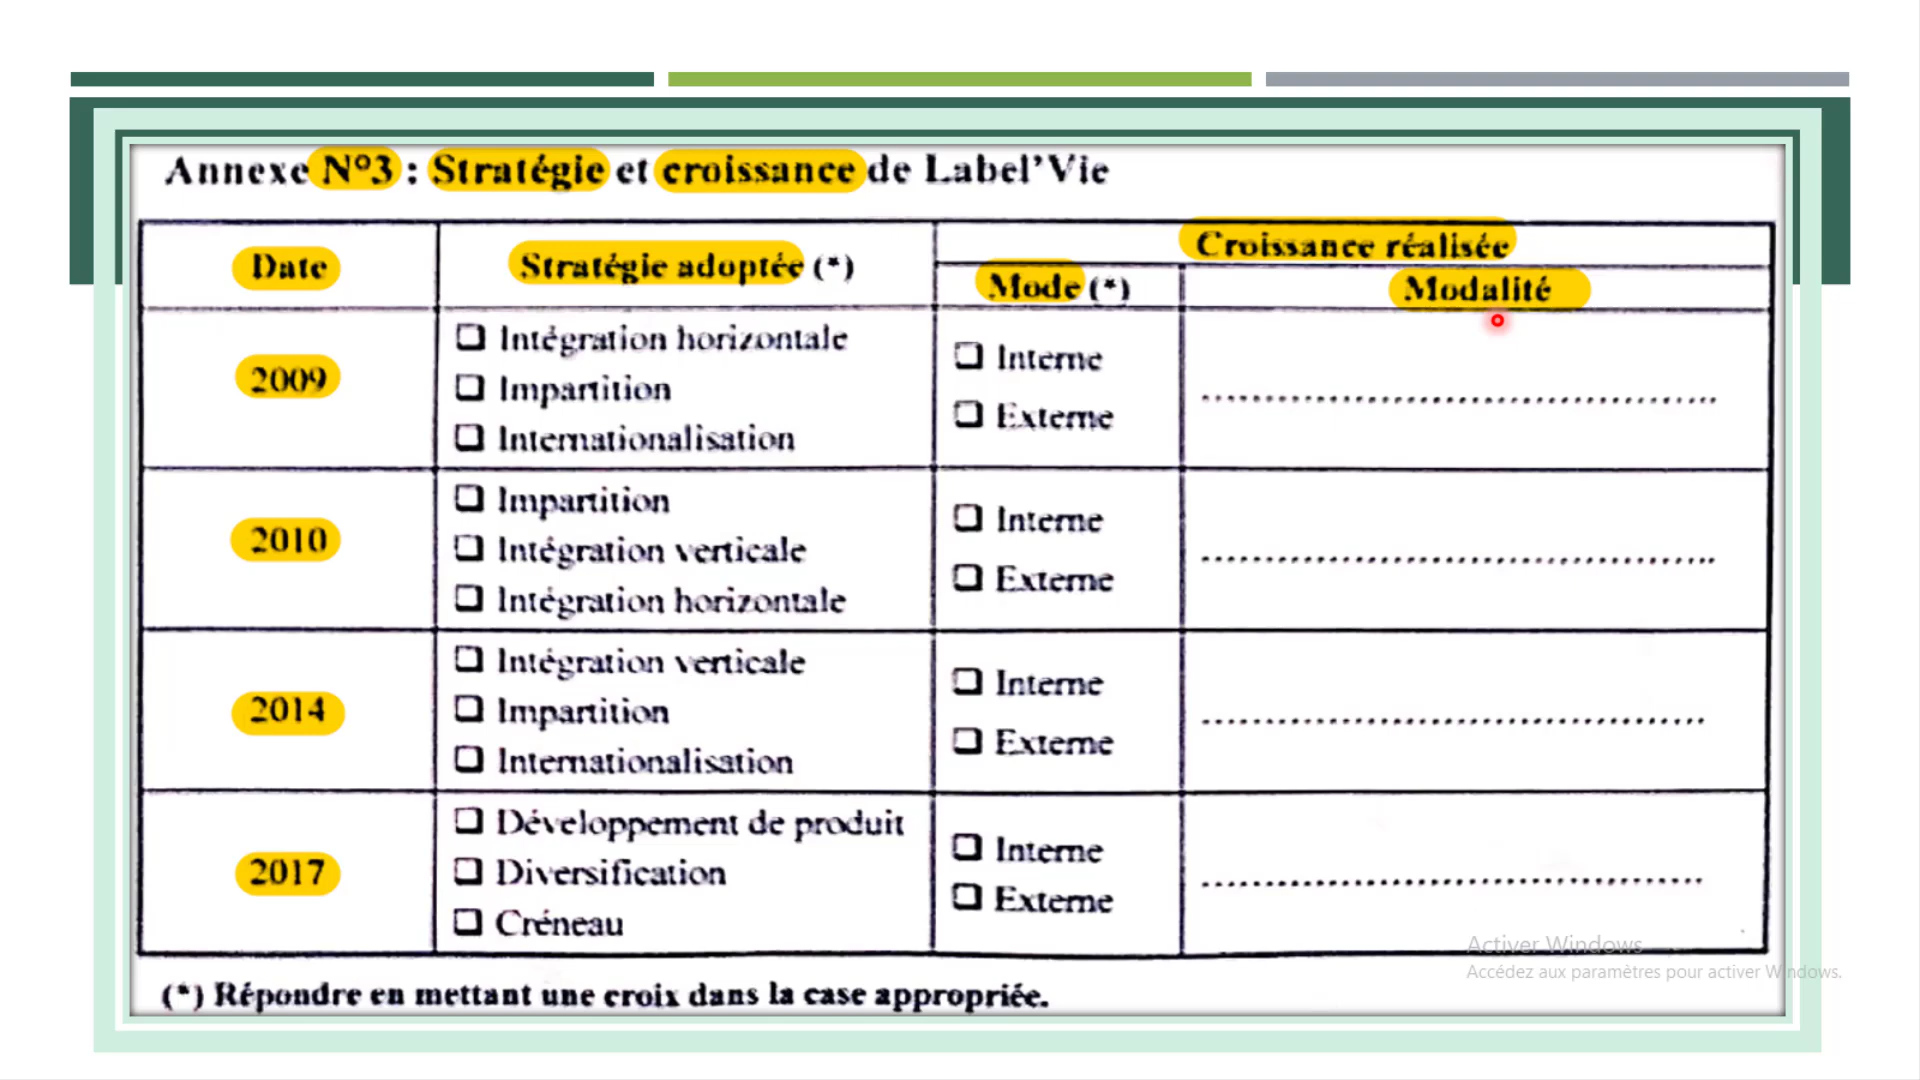 Annexe N°3 : Stratégie et croissance de Label'Vie
Date
Stratégie adoptée (*)
Croissance réalisée
Mode (*)
Modalité
2009
❑ Intégration horizontale
❑ Impartition
❑ Internationalisation
❑ Interne
❑ Externe
........................................
2010
❑ Impartition
❑ Intégration verticale
❑ Intégration horizontale
❑ Interne
❑ Externe
........................................
2014
❑ Intégration verticale
❑ Impartition
❑ Internationalisation
❑ Interne
❑ Externe
........................................
2017
❑ Développement de produit
❑ Diversification
❑ Créneau
❑ Interne
❑ Externe
........................................
(*) Répondre en mettant une croix dans la case appropriée.
Activer Windows
Accédez aux paramètres pour activer Windows.